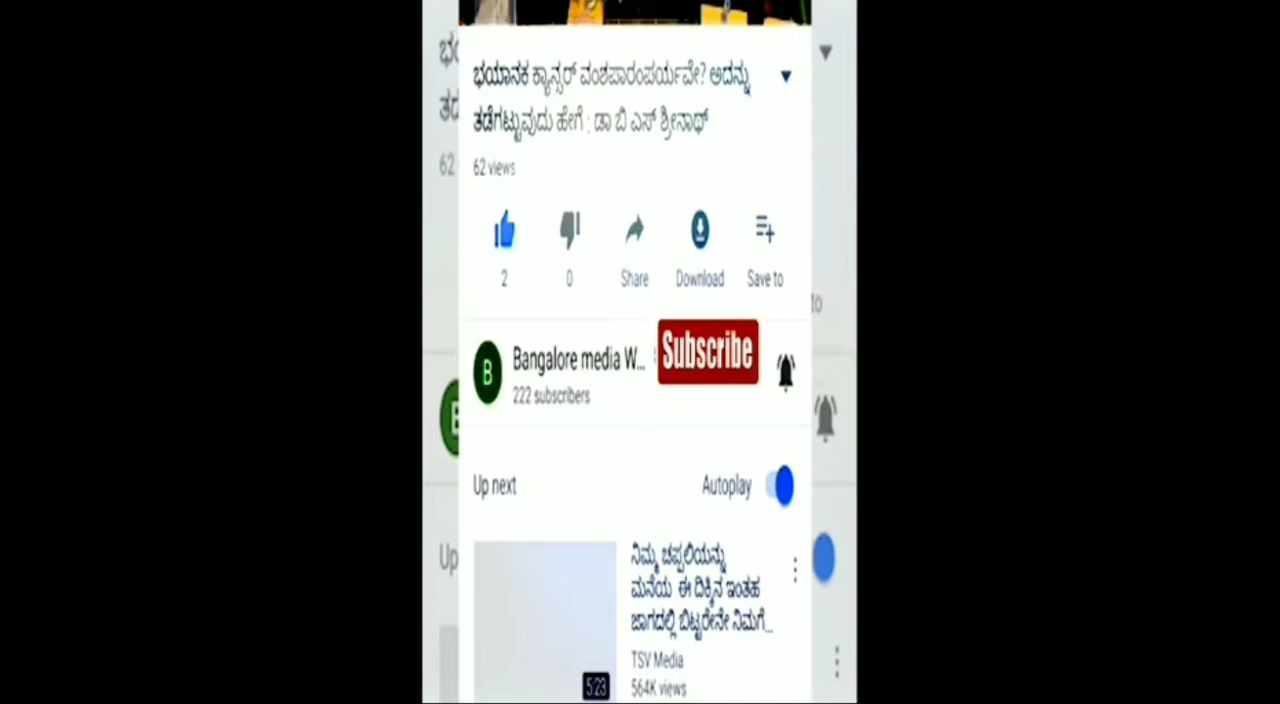 ಭಯಾನಕ ಕ್ಯಾನ್ಸರ್ ವಂಶಪಾರಂಪರ್ಯವೇ? ಅದನ್ನು
ತಡೆಗಟ್ಟುವುದು ಹೇಗೆ ; ಡಾ ಬಿ ಎಸ್ ಶ್ರೀನಾಥ್
62 views
2
0
Share
Download
Save to
Bangalore media W...
Subscribe
222 subscribers
Up next
Autoplay
ನಿಮ್ಮ ಚಪ್ಪಲಿಯನ್ನು
ಮನೆಯ ಈ ದಿಕ್ಕಿನ ಇಂತಹ
ಜಾಗದಲ್ಲಿ ಬಿಟ್ಟರೇನೇ ನಿಮಗೆ...
TSV Media
564K views
5:23